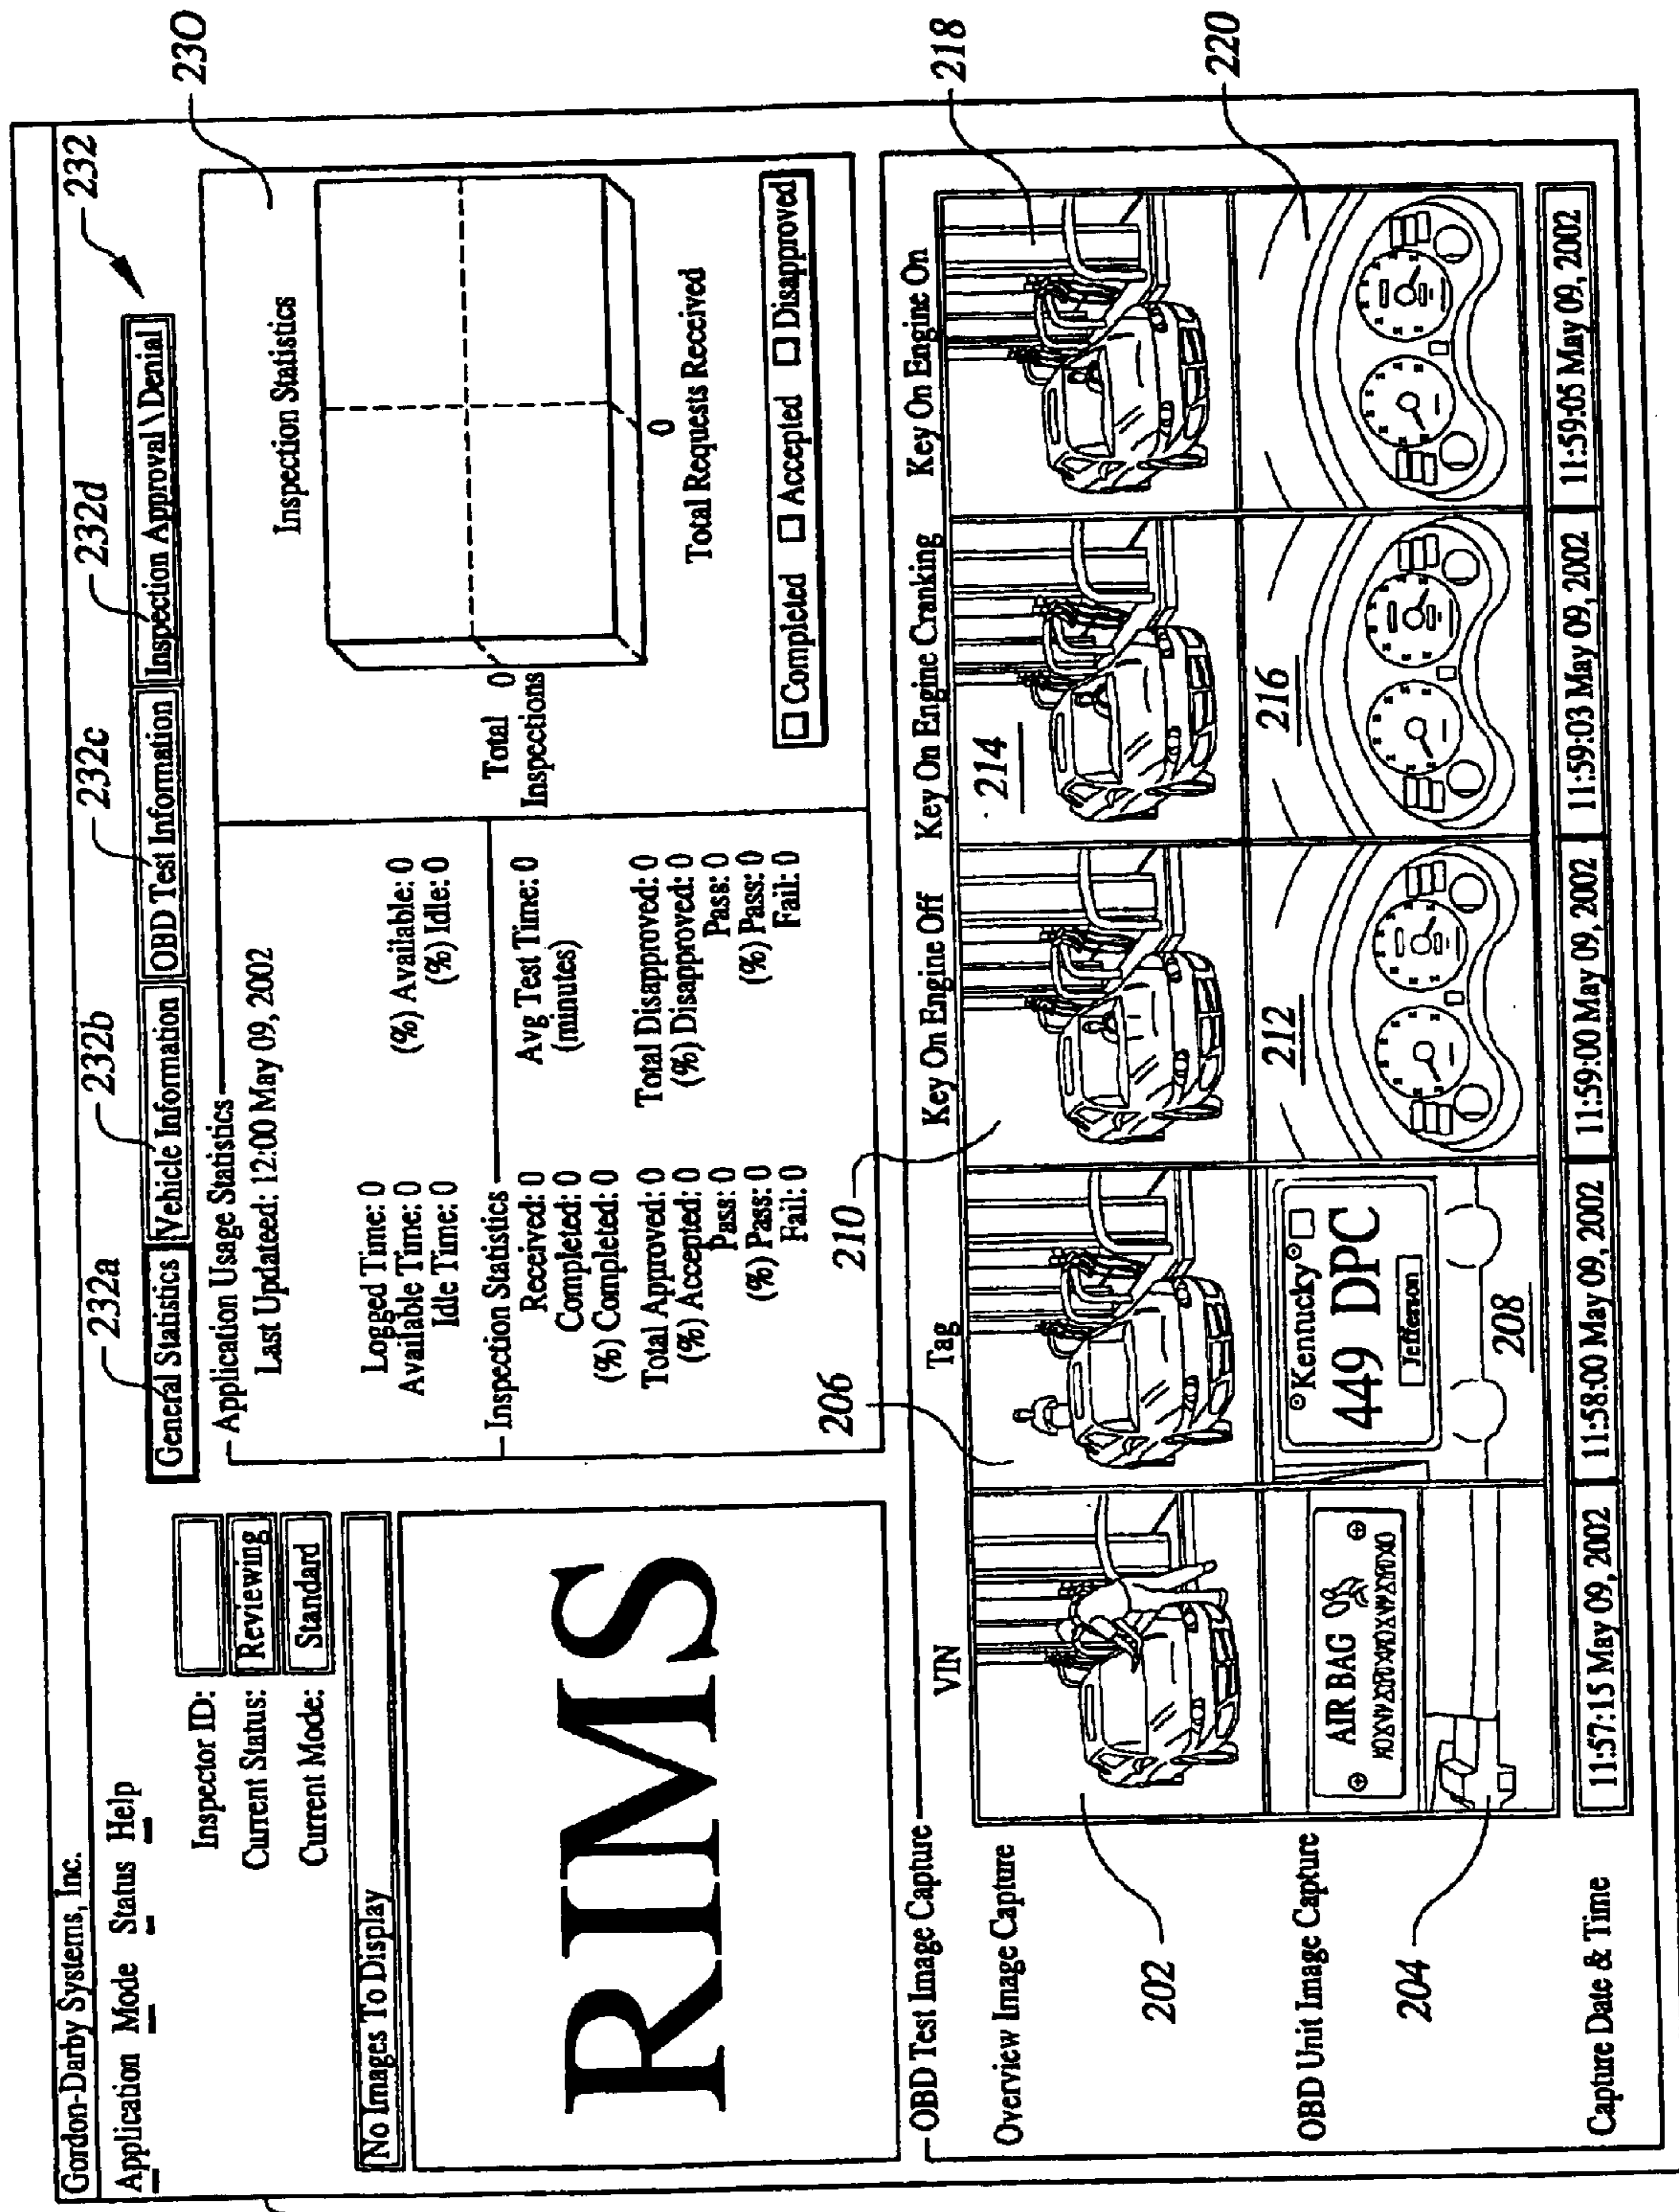 Gordon-Darby Systems, Inc.
Application Mode Status Help
232
232a
232b
232c
232d
General Statistics
Vehicle Information
OBD Test Information
Inspection Approval \ Denial
230
Inspector ID:
Current Status: Reviewing
Current Mode: Standard
No Images To Display
RIMS
Application Usage Statistics
Last Updateed: 12:00 May 09, 2002
Logged Time: 0
Available Time: 0
Idle Time: 0
(%) Available: 0
(%) Idle: 0
Inspection Statistics
Received: 0
Completed: 0
(%) Completed: 0
Avg Test Time: 0
(minutes)
Total Approved: 0
(%) Accepted: 0
Pass: 0
(%) Pass: 0
Fail: 0
Total Disapproved: 0
(%) Disapproved: 0
Pass: 0
(%) Pass: 0
Fail: 0
Inspection Statistics
Total
Inspections
0
0
Total Requests Received
Completed
Accepted
Disapproved
OBD Test Image Capture
206
210
218
VIN
Tag
Key On Engine Off
Key On Engine Cranking
Key On Engine On
Overview Image Capture
202
214
OBD Unit Image Capture
204
AIR BAG
Kentucky
449 DPC
Jefferson
208
212
216
220
Capture Date & Time
11:57:15 May 09, 2002
11:58:00 May 09, 2002
11:59:00 May 09, 2002
11:59:03 May 09, 2002
11:59:05 May 09, 2002